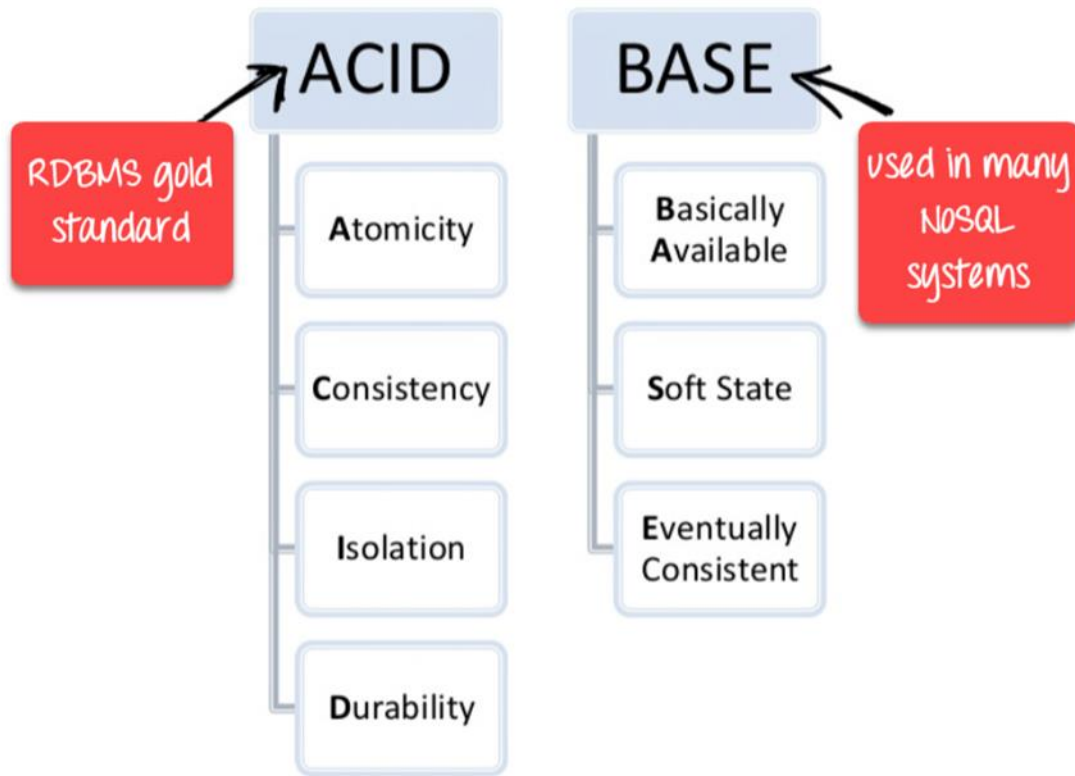 ACID
BASE
RDBMS gold
standard
used in many
NOSQL
systems
Atomicity
Consistency
Isolation
Durability
Basically
Available
Soft State
Eventually
Consistent